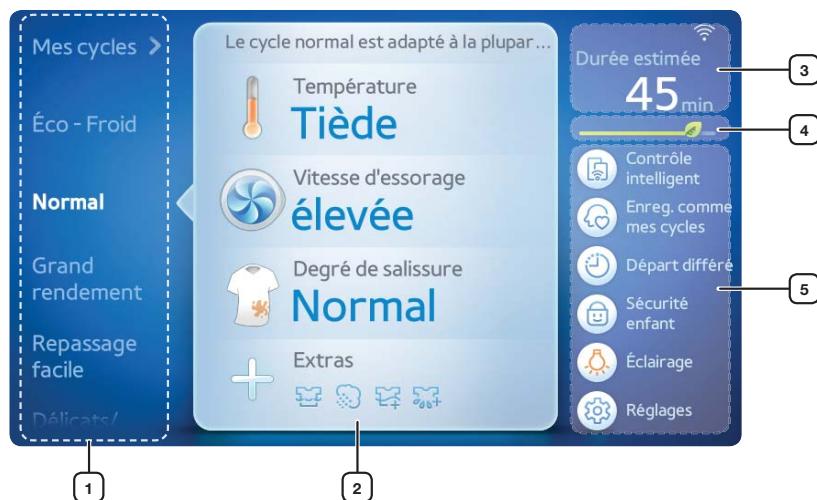 Mes cycles
Éco - Froid
Normal
Grand
rendement
Repassage
facile
Délicats/
Le cycle normal est adapté à la plupar...
Température
Tiède
Vitesse d'essorage
élevée
Degré de salissure
Normal
Extras
Durée estimée
45 min
Contrôle
intelligent
Enreg. comme
mes cycles
Départ différé
Sécurité
enfant
Éclairage
Réglages
1
2
3
4
5